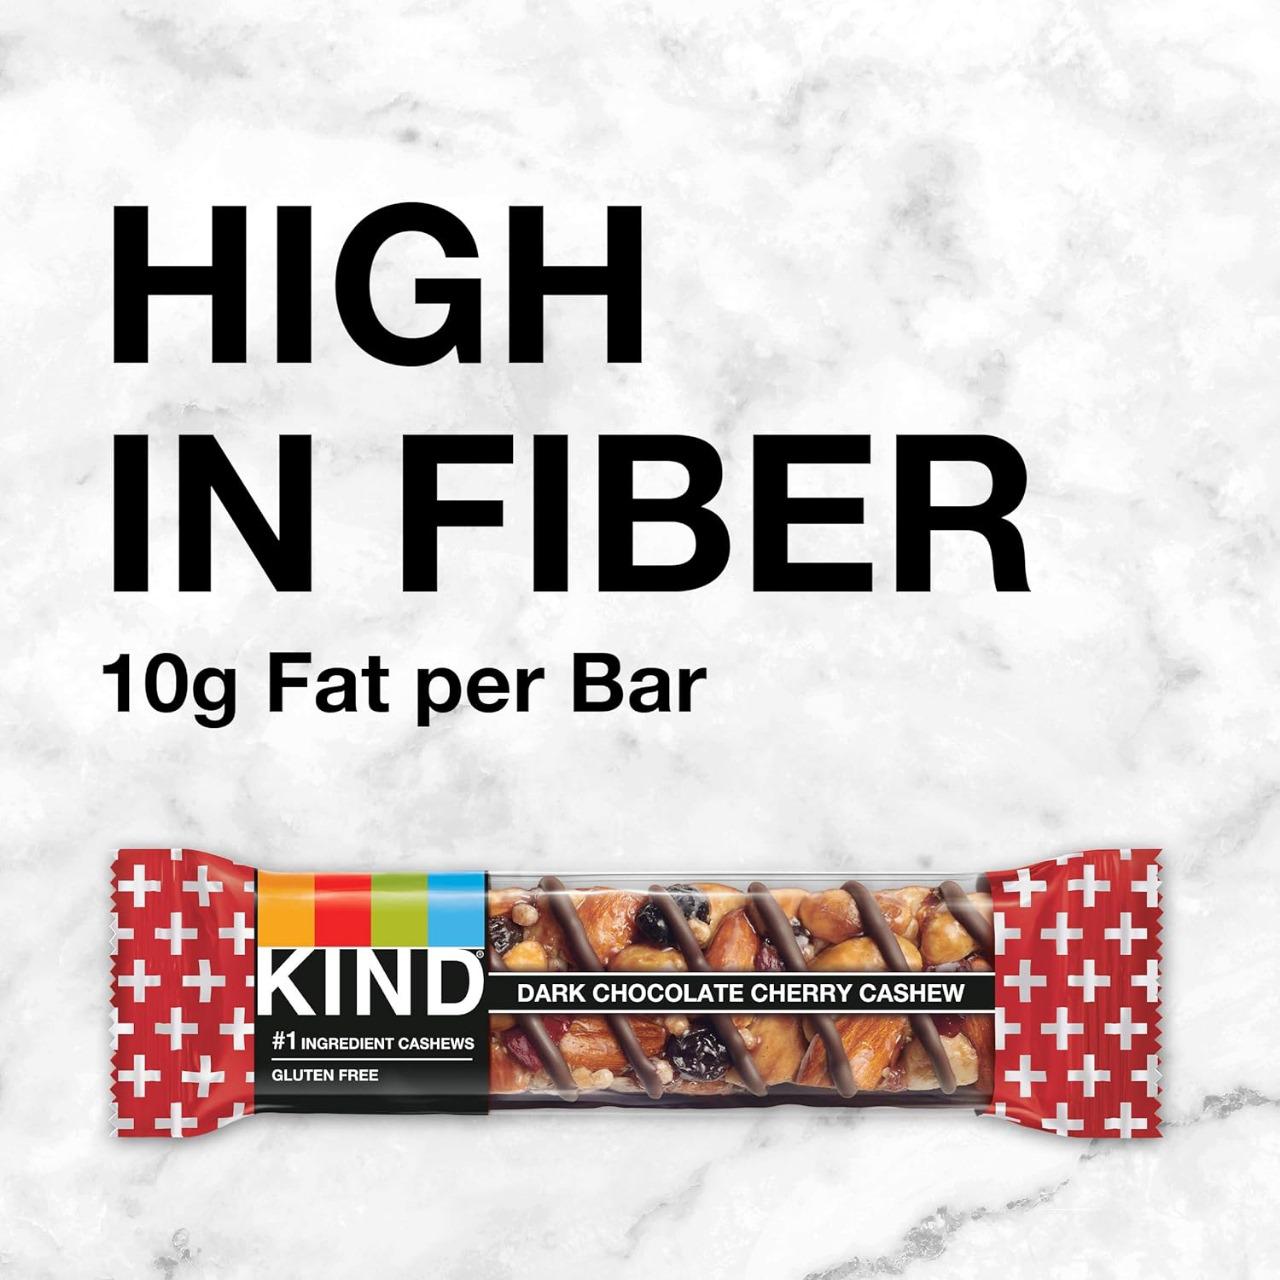 HIGH
IN FIBER
10g Fat per Bar
KIND®
#1 INGREDIENT CASHEWS
GLUTEN FREE
DARK CHOCOLATE CHERRY CASHEW